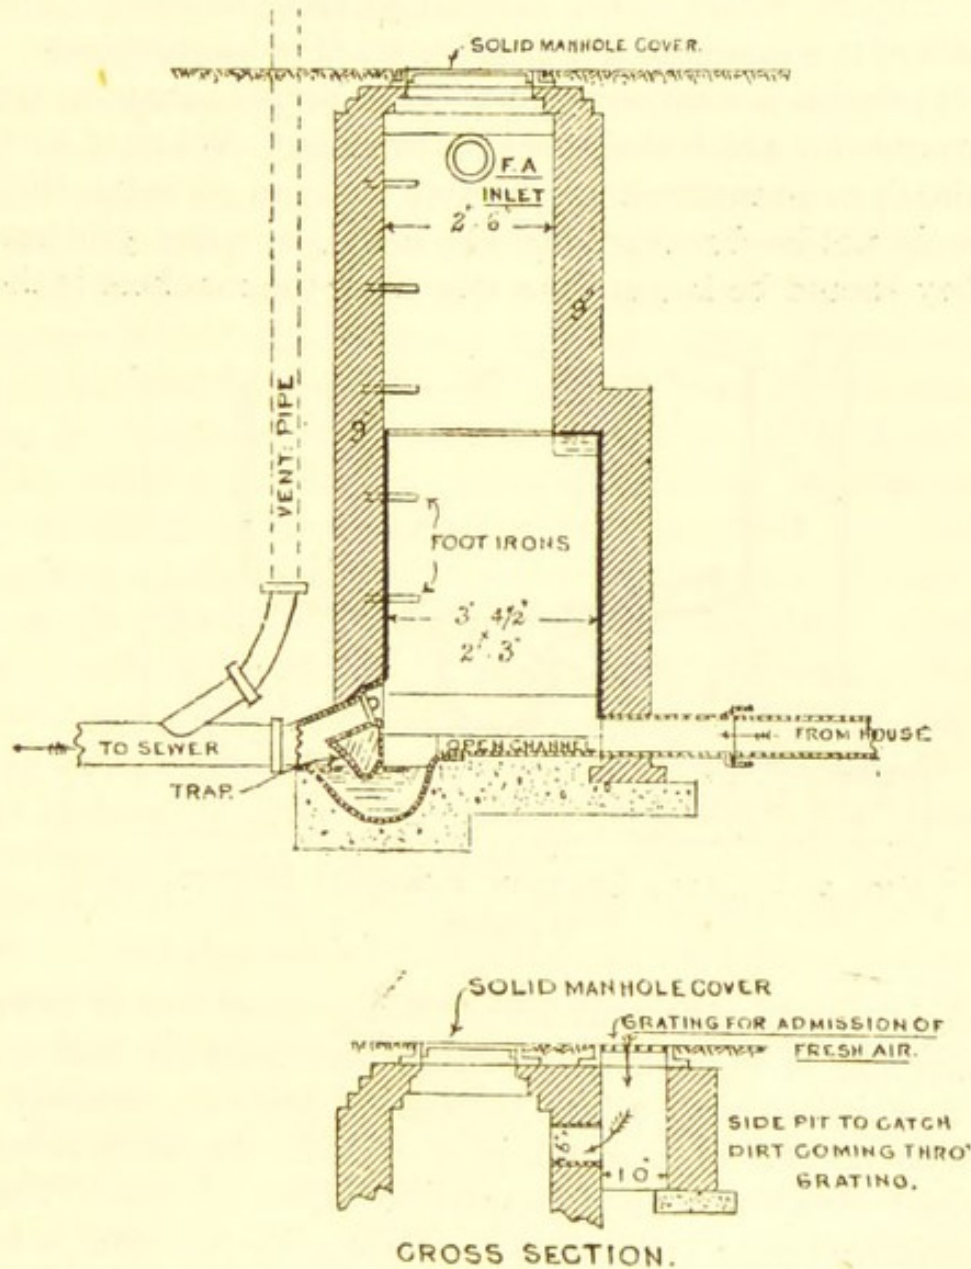 SOLID MANHOLE COVER.
F.A
INLET
2' 6"
9"
9"
VENT: PIPE
FOOT IRONS
3' 4½"
2' 3"
TO SEWER
OPEN CHANNEL
FROM HOUSE
TRAP.
SOLID MANHOLE COVER
GRATING FOR ADMISSION OF
FRESH AIR.
SIDE PIT TO CATCH
DIRT COMING THRO'
GRATING.
6"
10"
CROSS SECTION.